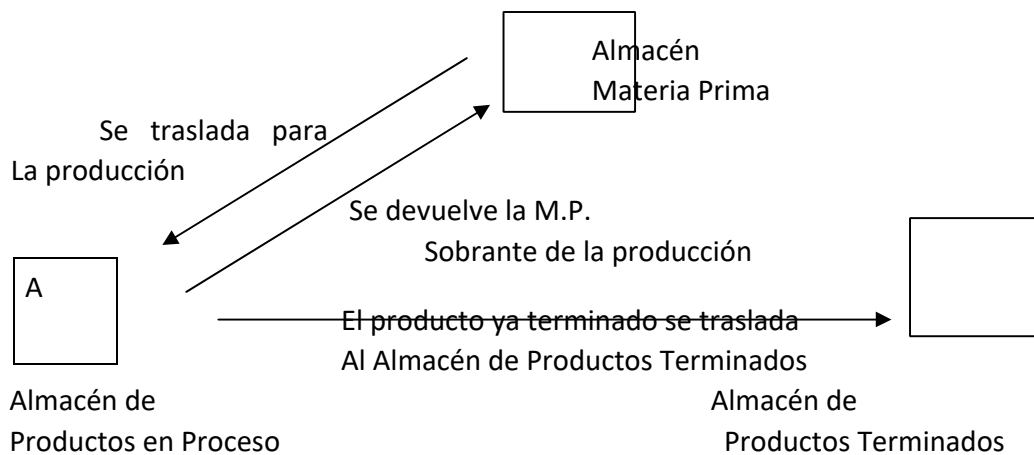 Almacén
Materia Prima
Se traslada para
La producción
Se devuelve la M.P.
Sobrante de la producción
A
El producto ya terminado se traslada
Al Almacén de Productos Terminados
Almacén de
Productos en Proceso
Almacén de
Productos Terminados